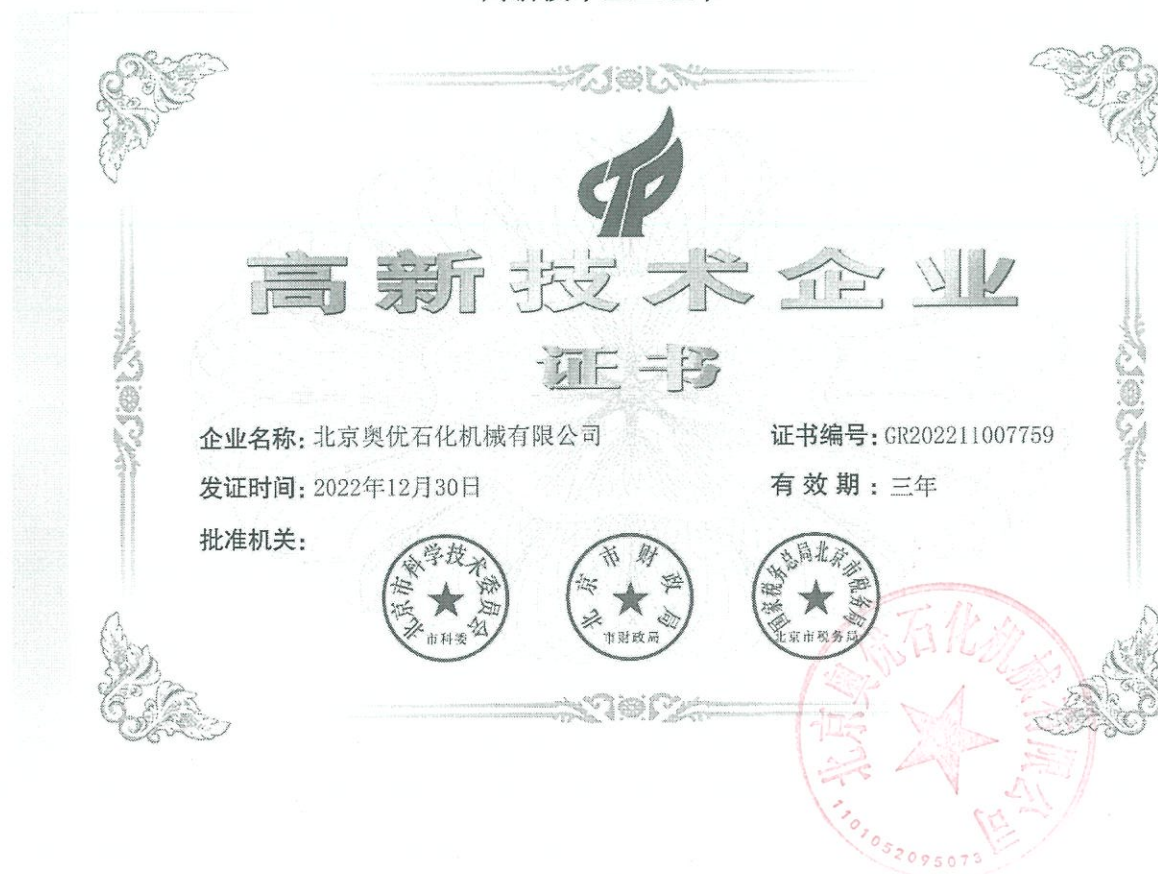 高新技术企业
证书
企业名称：北京奥优石化机械有限公司
证书编号：GR202211007759
发证时间：2022年12月30日
有效期：三年
批准机关：
北京市科学技术委员会
市科委
北京市财政局
市财政局
国家税务总局北京市税务局
北京市税务局
北京奥优石化机械有限公司
1101052095073